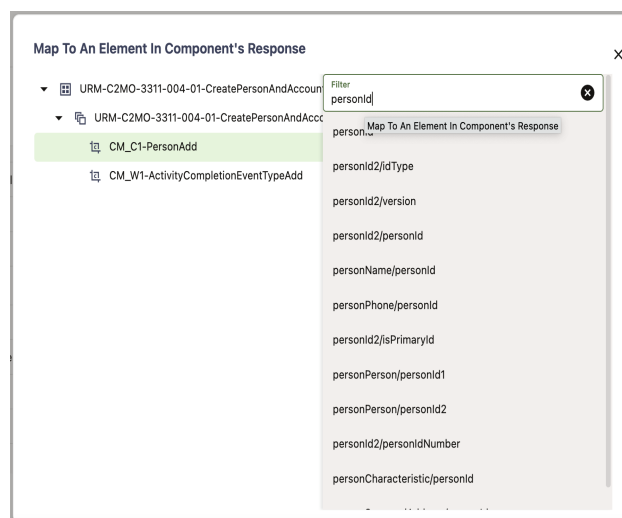 Map To An Element In Component's Response
URM-C2MO-3311-004-01-CreatePersonAndAccoun
Filter
personId
URM-C2MO-3311-004-01-CreatePersonAndAcco
Map To An Element In Component's Response
personId
CM_C1-PersonAdd
personId2/idType
CM_W1-ActivityCompletionEventTypeAdd
personId2/version
personId2/personId
personName/personId
personPhone/personId
personId2/isPrimaryId
personPerson/personId1
personPerson/personId2
personId2/personIdNumber
personCharacteristic/personId